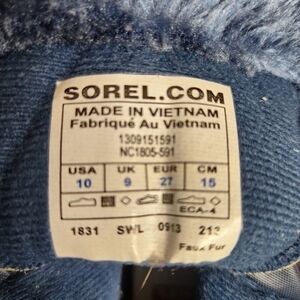 SOREL.COM
MADE IN VIETNAM
Fabriqué Au Vietnam
1309151591
NC1805-591
USA UK EUR CM
10 9 27 15
ECA-4
1831 SWL 0913 213
Faux Fur